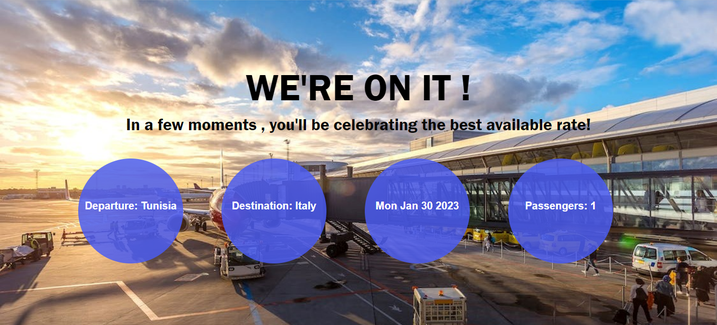 WE'RE ON IT !
In a few moments , you'll be celebrating the best available rate!
Departure: Tunisia
Destination: Italy
Mon Jan 30 2023
Passengers: 1